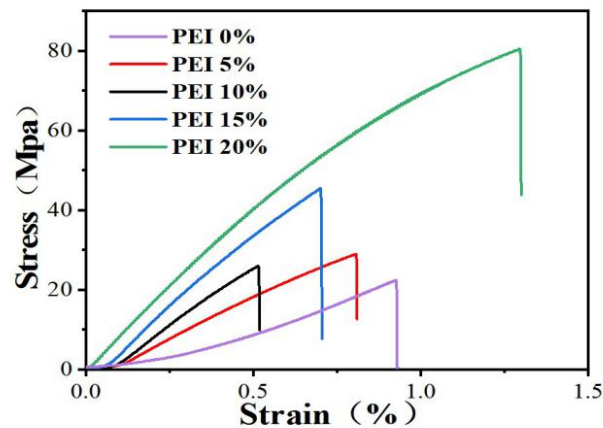 PEI 0%
PEI 5%
PEI 10%
PEI 15%
PEI 20%
Stress（Mpa）
80
60
40
20
0
0.0 0.5 1.0 1.5
Strain（%）